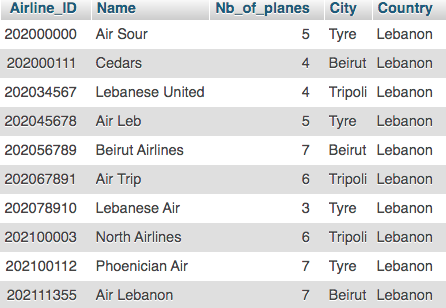 Airline_ID Name Nb_of_planes City Country
202000000 Air Sour 5 Tyre Lebanon
202000111 Cedars 4 Beirut Lebanon
202034567 Lebanese United 4 Tripoli Lebanon
202045678 Air Leb 5 Tyre Lebanon
202056789 Beirut Airlines 7 Beirut Lebanon
202067891 Air Trip 6 Tripoli Lebanon
202078910 Lebanese Air 3 Tyre Lebanon
202100003 North Airlines 6 Tripoli Lebanon
202100112 Phoenician Air 7 Tyre Lebanon
202111355 Air Lebanon 7 Beirut Lebanon